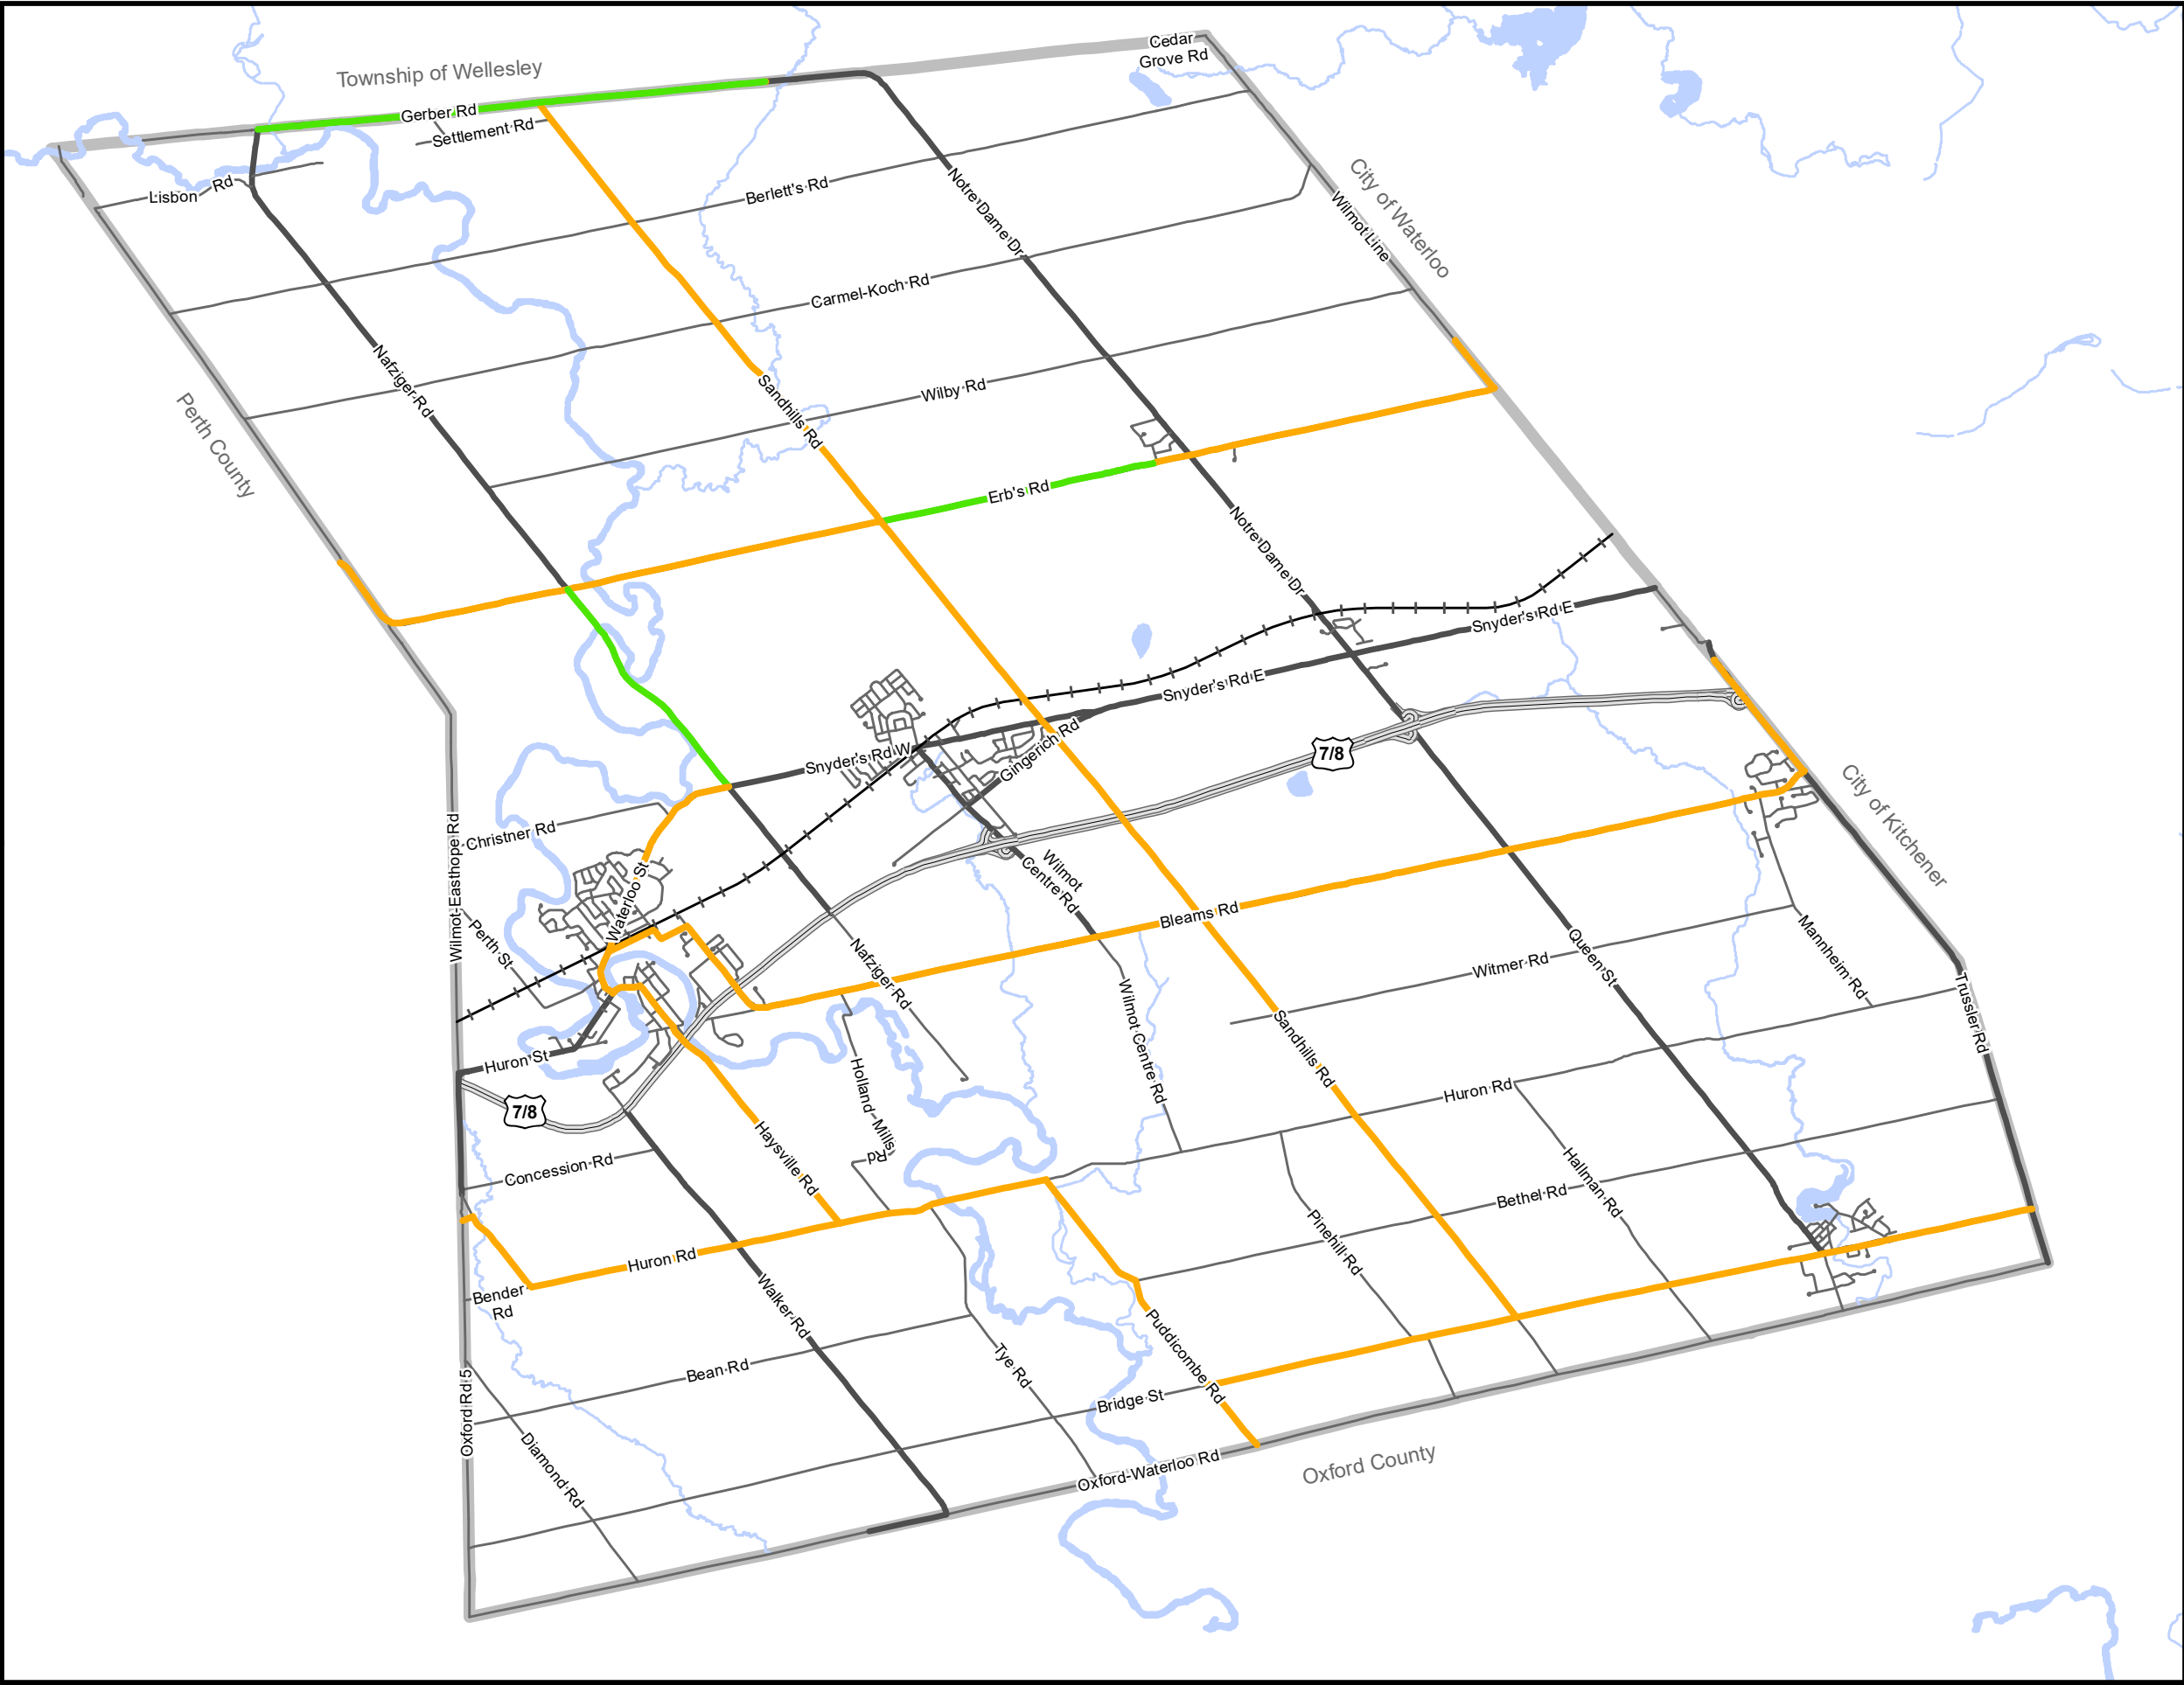 Cedar
Grove Rd
Township of Wellesley
Gerber Rd
Settlement Rd
Lisbon Rd
Berlett's Rd
Notre Dame Dr
City of Waterloo
Wilmot Line
Carmel-Koch Rd
Nafziger Rd
Sandhills Rd
Wilby Rd
Perth County
Erb's Rd
Notre Dame Dr
Snyder's Rd E
Snyder's Rd E
Snyder's Rd W
Gingerich Rd
7/8
City of Kitchener
Christner Rd
Wilmot-Easthope Rd
Waterloo St
Wilmot
Centre Rd
Bleams Rd
Perth St
Nafziger Rd
Queen St
Witmer Rd
Mannheim Rd
Trussler Rd
Wilmot Centre Rd
Sandhills Rd
Huron St
7/8
Holland Mills
Rd
Huron Rd
Haysville Rd
Concession Rd
Hallman Rd
Bethel Rd
Pinehill Rd
Huron Rd
Bender
Rd
Walker Rd
Puddicombe Rd
Tye Rd
Bean Rd
Bridge St
Oxford Rd 5
Diamond Rd
Oxford-Waterloo Rd
Oxford County